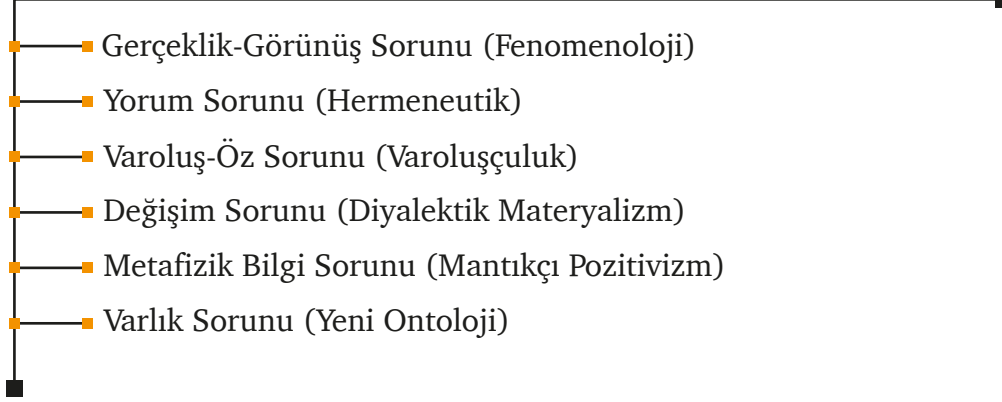 Gerçeklik-Görünüş Sorunu (Fenomenoloji)
Yorum Sorunu (Hermeneutik)
Varoluş-Öz Sorunu (Varoluşçuluk)
Değişim Sorunu (Diyalektik Materyalizm)
Metafizik Bilgi Sorunu (Mantıkçı Pozitivizm)
Varlık Sorunu (Yeni Ontoloji)